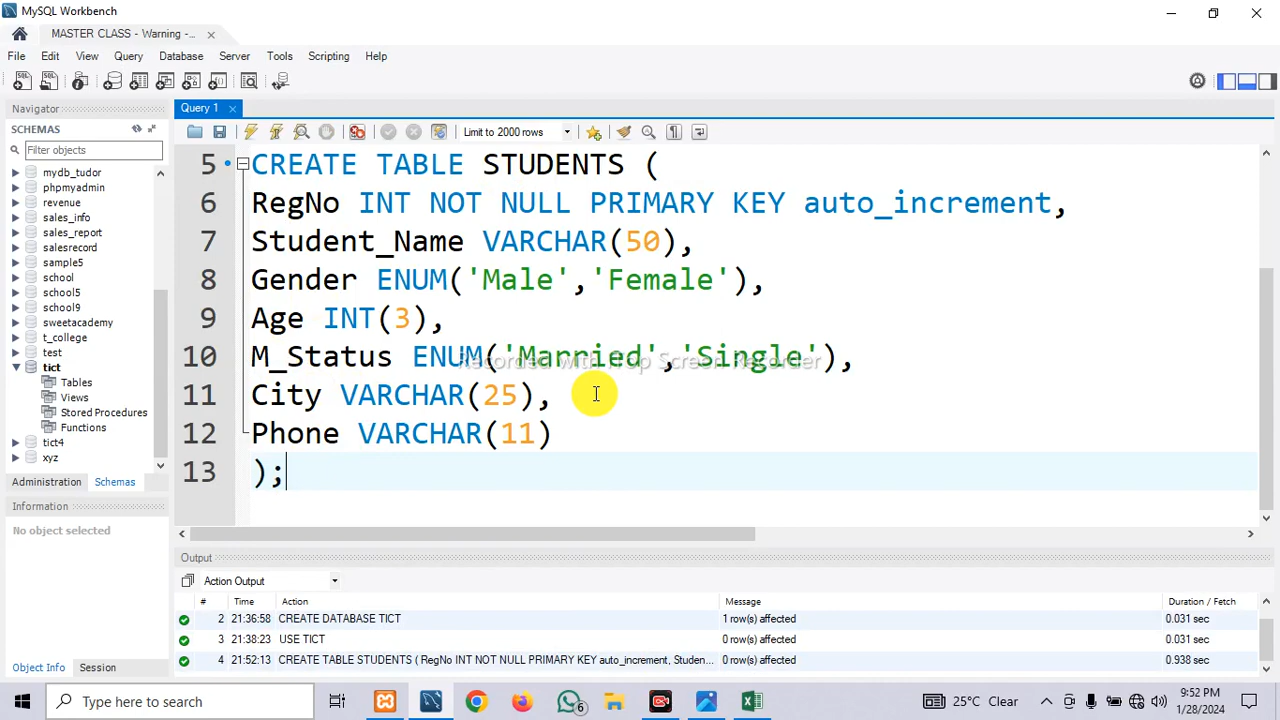 MySQL Workbench
MASTER CLASS - Warning -...
File Edit View Query Database Server Tools Scripting Help
Navigator
Query 1
SCHEMAS
Limit to 2000 rows
Filter objects
mydb_tudor
phpmyadmin
revenue
sales_info
sales_report
salesrecord
sample5
school
school5
school9
sweetacademy
t_college
test
tict
Tables
Views
Stored Procedures
Functions
tict4
xyz
Administration Schemas
Information
No object selected
Object Info Session
5 CREATE TABLE STUDENTS (
6 RegNo INT NOT NULL PRIMARY KEY auto_increment,
7 Student_Name VARCHAR(50),
8 Gender ENUM('Male','Female'),
9 Age INT(3),
10 M_Status ENUM('Married','Single'),
Recorded with iTop Screen Recorder
11 City VARCHAR(25),
12 Phone VARCHAR(11)
13 );
Output
Action Output
# Time Action Message Duration / Fetch
2 21:36:58 CREATE DATABASE TICT 1 row(s) affected 0.031 sec
3 21:38:23 USE TICT 0 row(s) affected 0.031 sec
4 21:52:13 CREATE TABLE STUDENTS ( RegNo INT NOT NULL PRIMARY KEY auto_increment, Studen... 0 row(s) affected 0.938 sec
Type here to search
6
25°C Clear
9:52 PM
1/28/2024